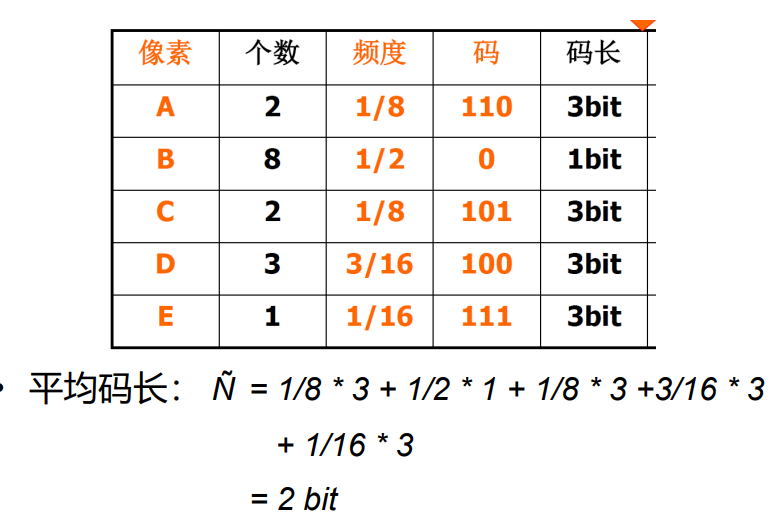 像素 个数 频度 码 码长
A 2 1/8 110 3bit
B 8 1/2 0 1bit
C 2 1/8 101 3bit
D 3 3/16 100 3bit
E 1 1/16 111 3bit
• 平均码长： Ñ = 1/8 * 3 + 1/2 * 1 + 1/8 * 3 +3/16 * 3
+ 1/16 * 3
= 2 bit